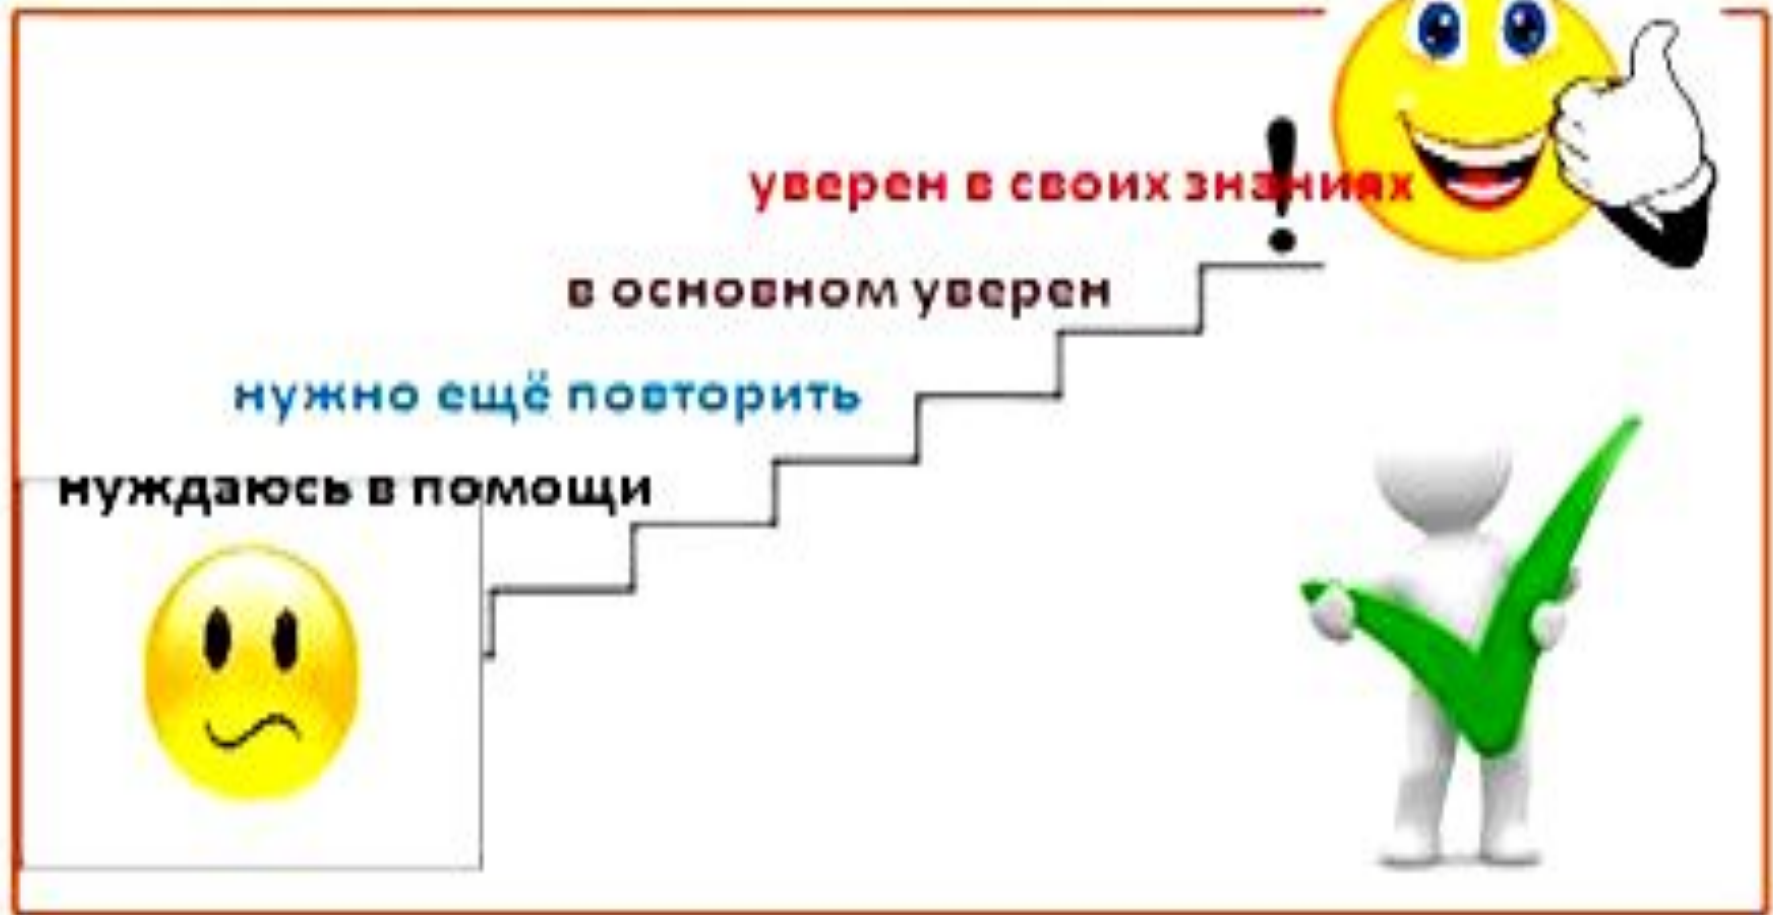 уверен в своих знаниях
!
в основном уверен
нужно ещё повторить
нуждаюсь в помощи